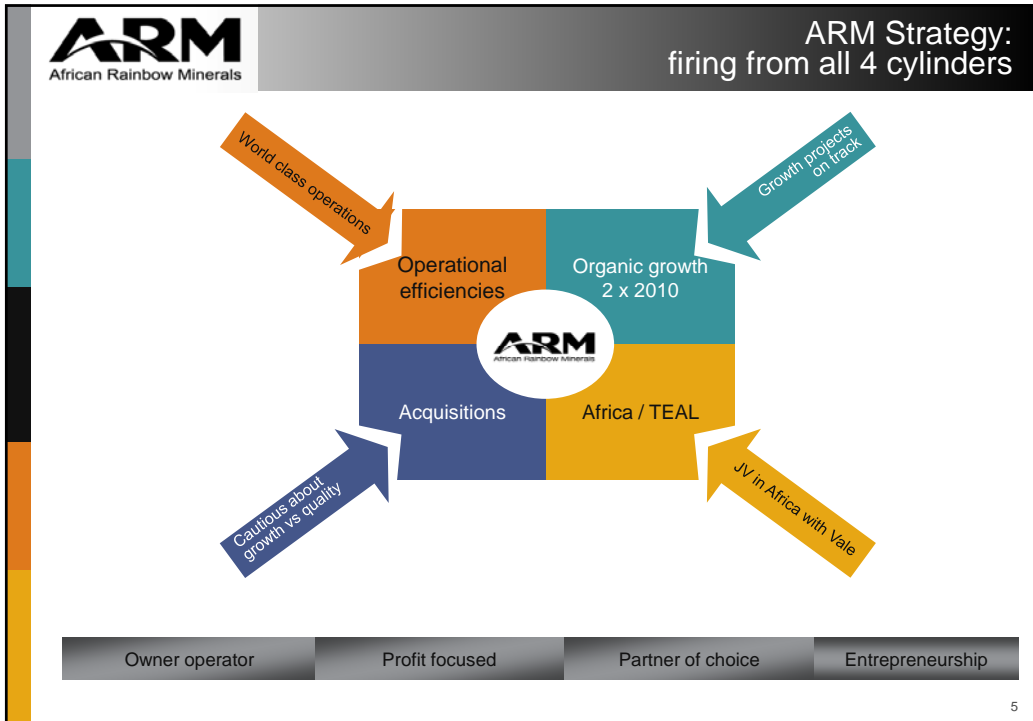 ARM
African Rainbow Minerals
ARM Strategy:
firing from all 4 cylinders
World class operations
Growth projects
on track
Operational
efficiencies
Organic growth
2 x 2010
ARM
African Rainbow Minerals
Acquisitions
Africa / TEAL
Cautious about
growth vs quality
JV in Africa with Vale
Owner operator
Profit focused
Partner of choice
Entrepreneurship
5